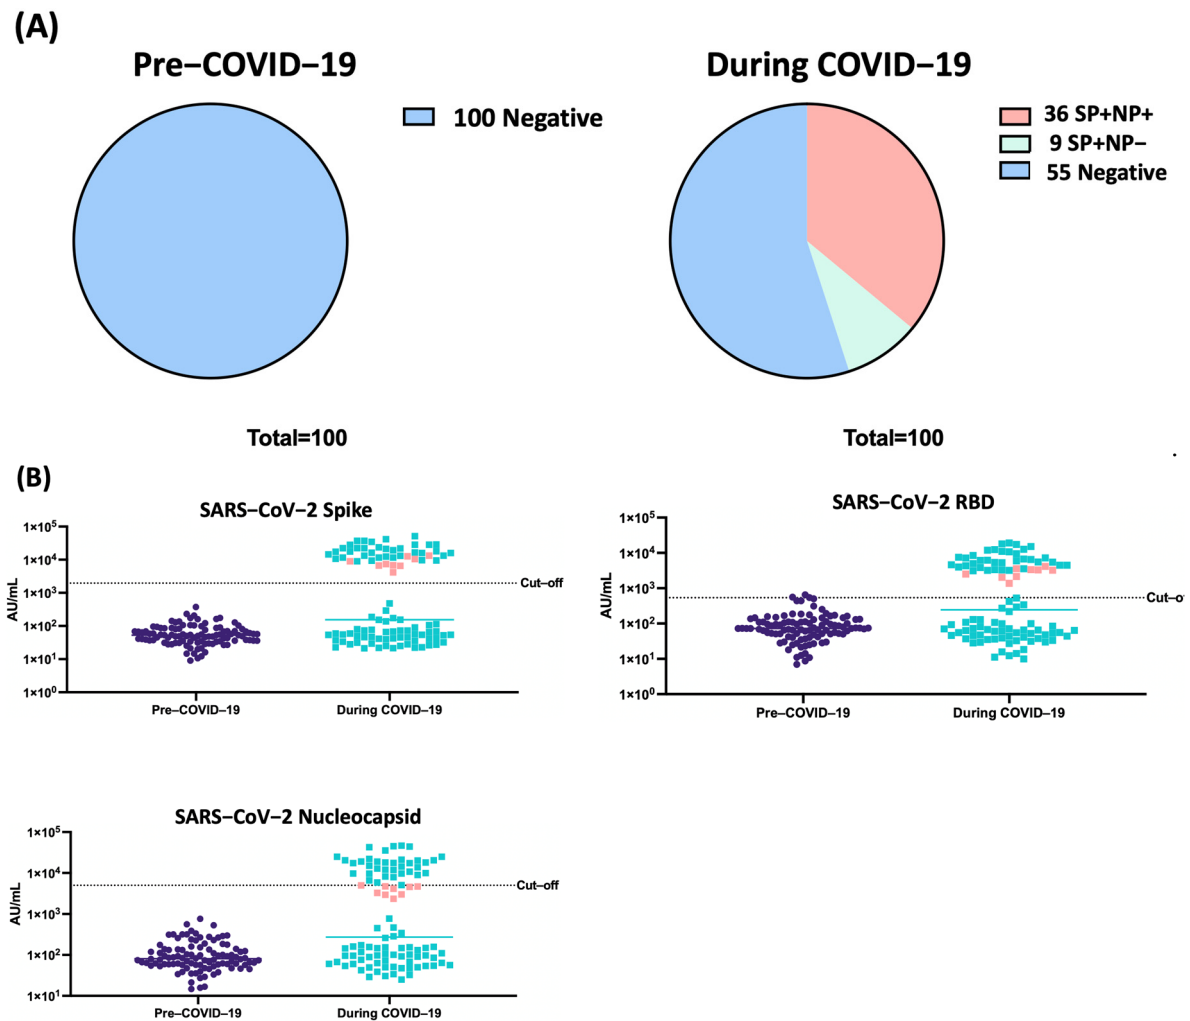 (A)
Pre−COVID−19
100 Negative
Total=100
During COVID−19
36 SP+NP+
9 SP+NP−
55 Negative
Total=100
(B)
SARS−CoV−2 Spike
AU/mL
1×10⁵
1×10⁴
1×10³
1×10²
1×10¹
1×10⁰
Cut−off
Pre−COVID−19
During COVID−19
SARS−CoV−2 RBD
AU/mL
1×10⁵
1×10⁴
1×10³
1×10²
1×10¹
1×10⁰
Cut−o
Pre−COVID−19
During COVID−19
SARS−CoV−2 Nucleocapsid
AU/mL
1×10⁵
1×10⁴
1×10³
1×10²
1×10¹
Cut−off
Pre−COVID−19
During COVID−19